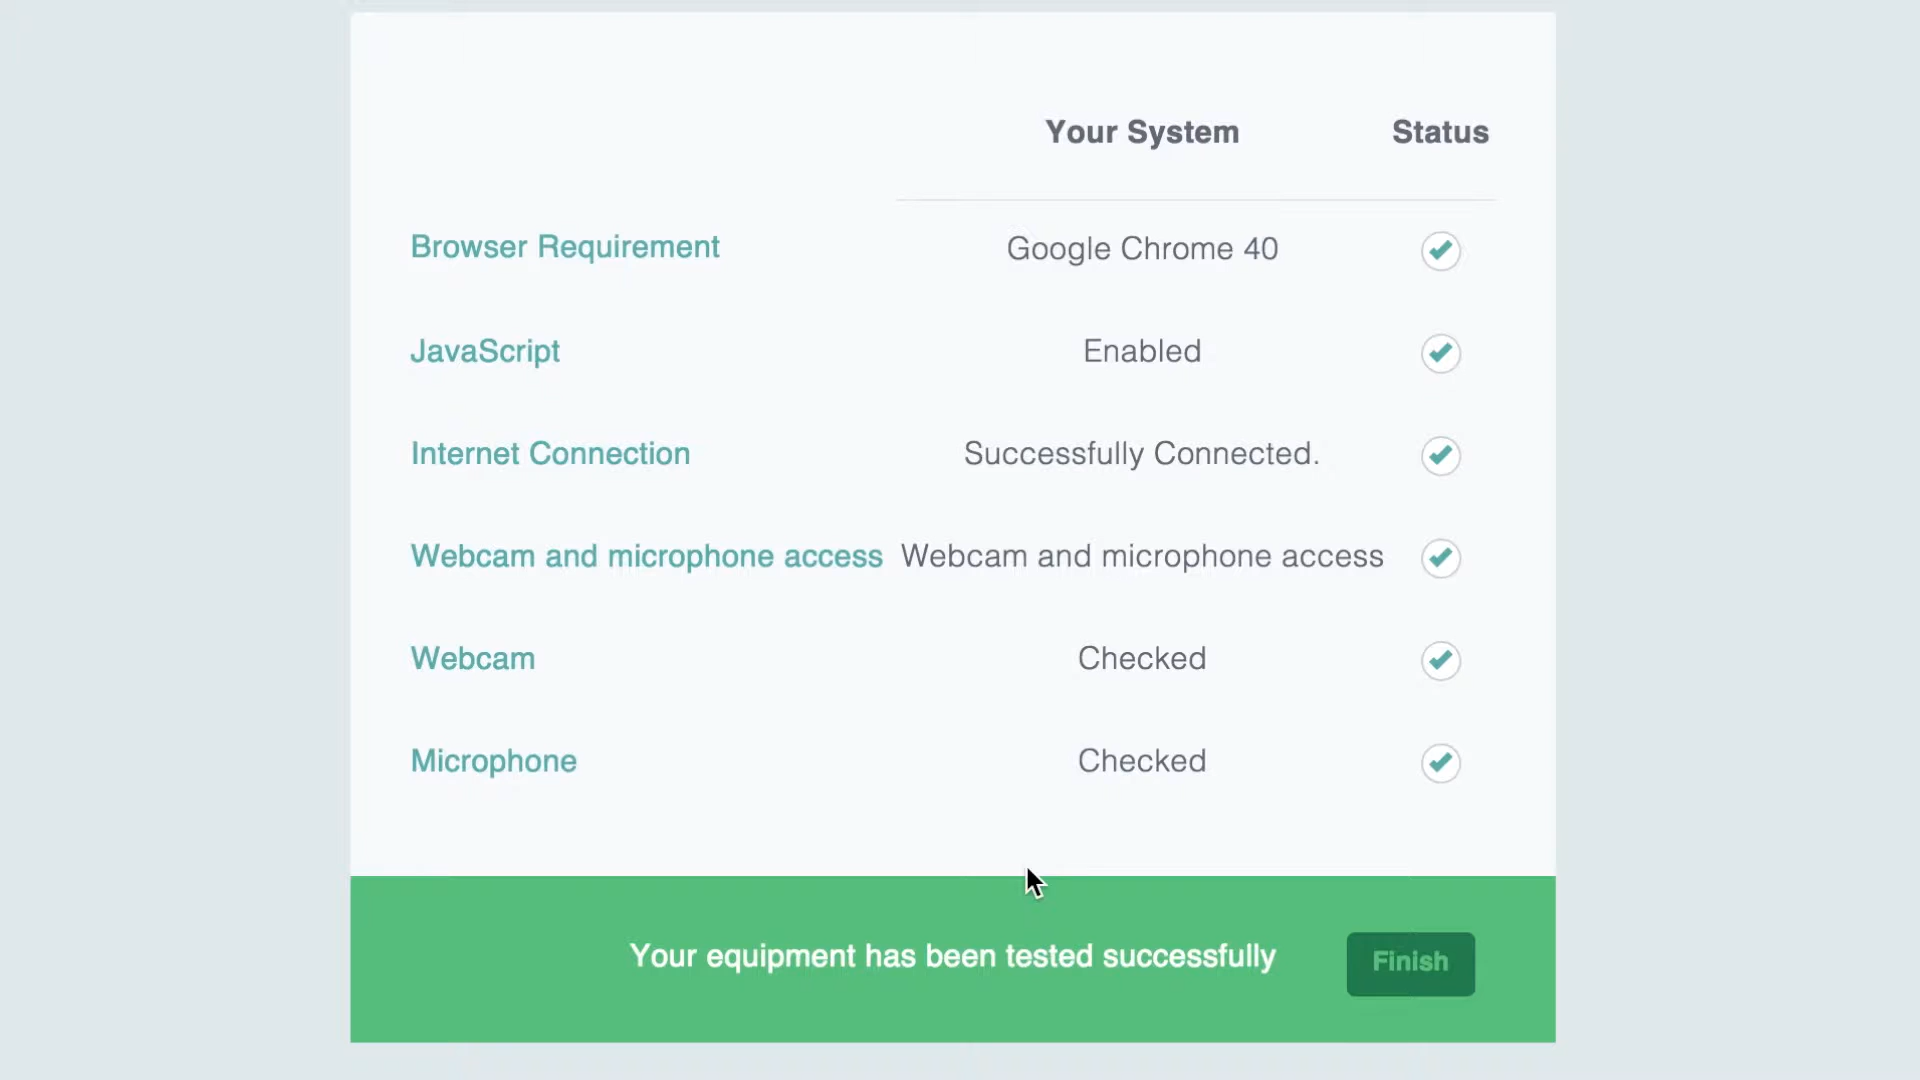 Your System Status
Browser Requirement Google Chrome 40
JavaScript Enabled
Internet Connection Successfully Connected.
Webcam and microphone access Webcam and microphone access
Webcam Checked
Microphone Checked
Your equipment has been tested successfully Finish